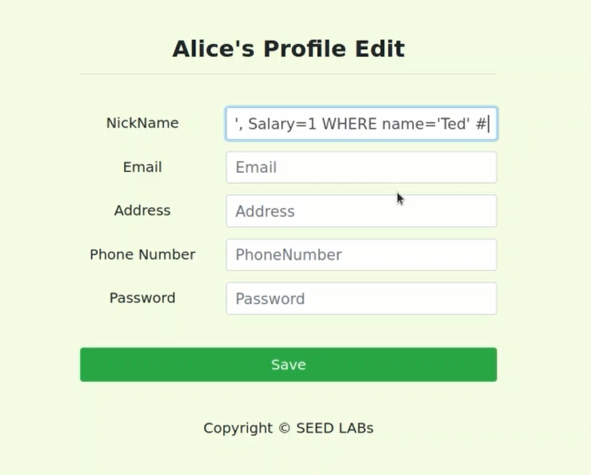 Alice's Profile Edit
NickName ', Salary=1 WHERE name='Ted' #
Email Email
Address Address
Phone Number PhoneNumber
Password Password
Save
Copyright © SEED LABs